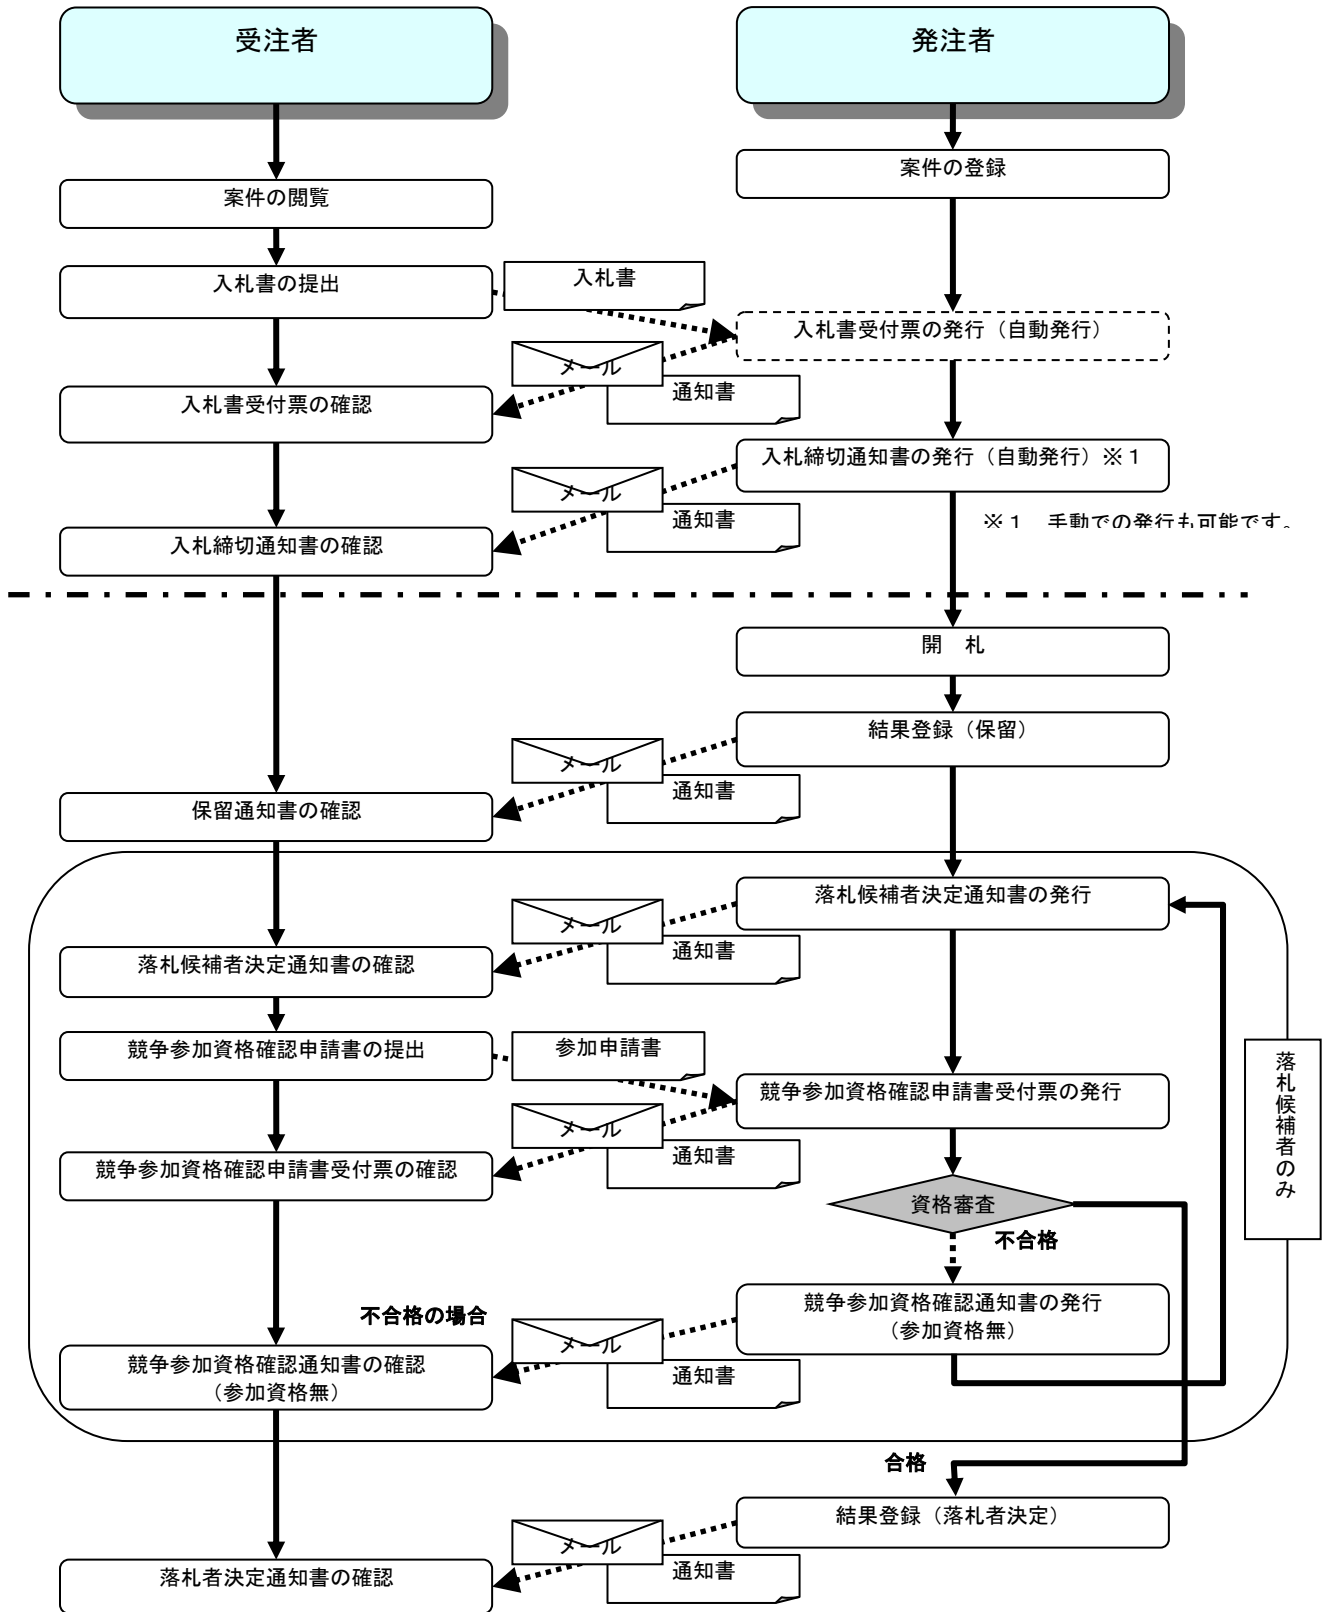 受注者
発注者
案件の登録
案件の閲覧
入札書の提出
入札書
入札書受付票の発行（自動発行）
メール
通知書
入札書受付票の確認
入札締切通知書の発行（自動発行）※１
メール
通知書
※１　手動での発行も可能です。
入札締切通知書の確認
開　札
結果登録（保留）
メール
通知書
保留通知書の確認
落札候補者決定通知書の発行
メール
通知書
落札候補者決定通知書の確認
競争参加資格確認申請書の提出
参加申請書
落札候補者のみ
競争参加資格確認申請書受付票の発行
メール
通知書
競争参加資格確認申請書受付票の確認
資格審査
不合格
競争参加資格確認通知書の発行
（参加資格無）
不合格の場合
メール
通知書
競争参加資格確認通知書の確認
（参加資格無）
合格
結果登録（落札者決定）
メール
通知書
落札者決定通知書の確認